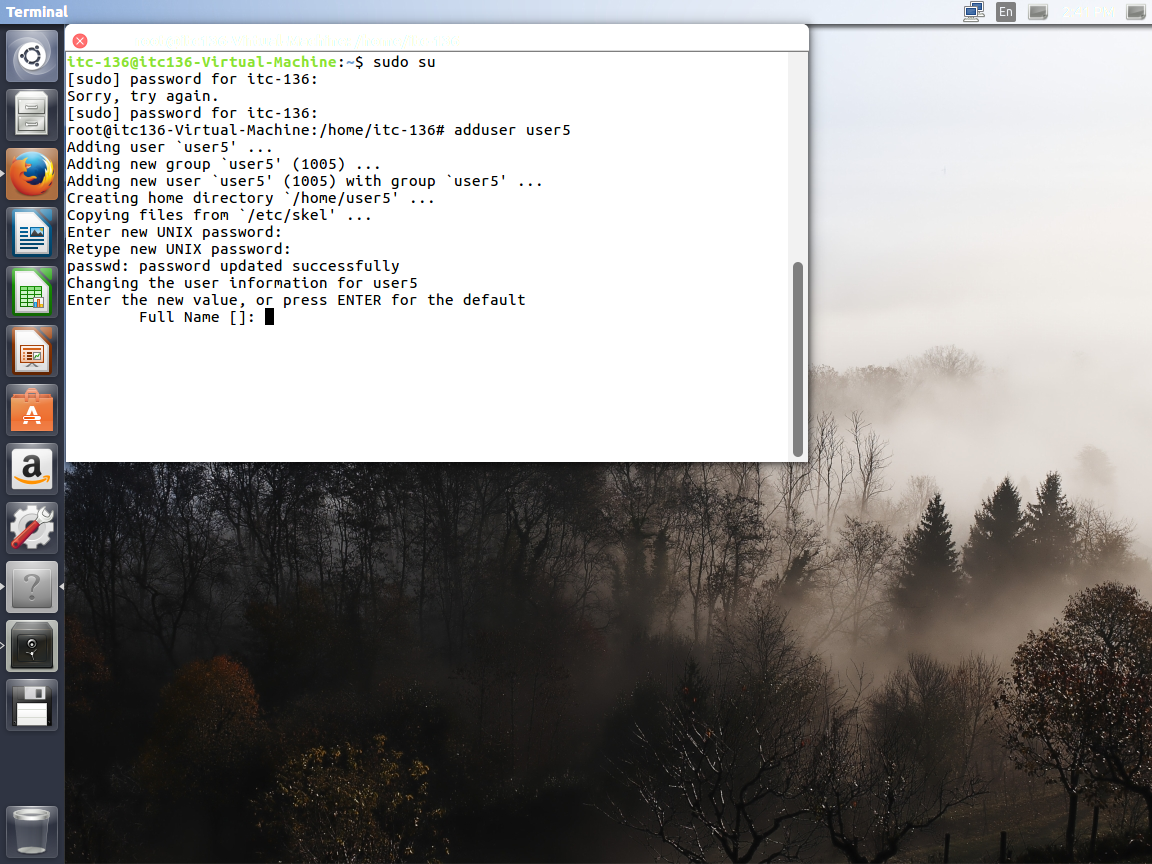 Terminal
En
itc-136@itc136-Virtual-Machine:~$ sudo su
[sudo] password for itc-136:
Sorry, try again.
[sudo] password for itc-136:
root@itc136-Virtual-Machine:/home/itc-136# adduser user5
Adding user `user5' ...
Adding new group `user5' (1005) ...
Adding new user `user5' (1005) with group `user5' ...
Creating home directory `/home/user5' ...
Copying files from `/etc/skel' ...
Enter new UNIX password:
Retype new UNIX password:
passwd: password updated successfully
Changing the user information for user5
Enter the new value, or press ENTER for the default
Full Name []: